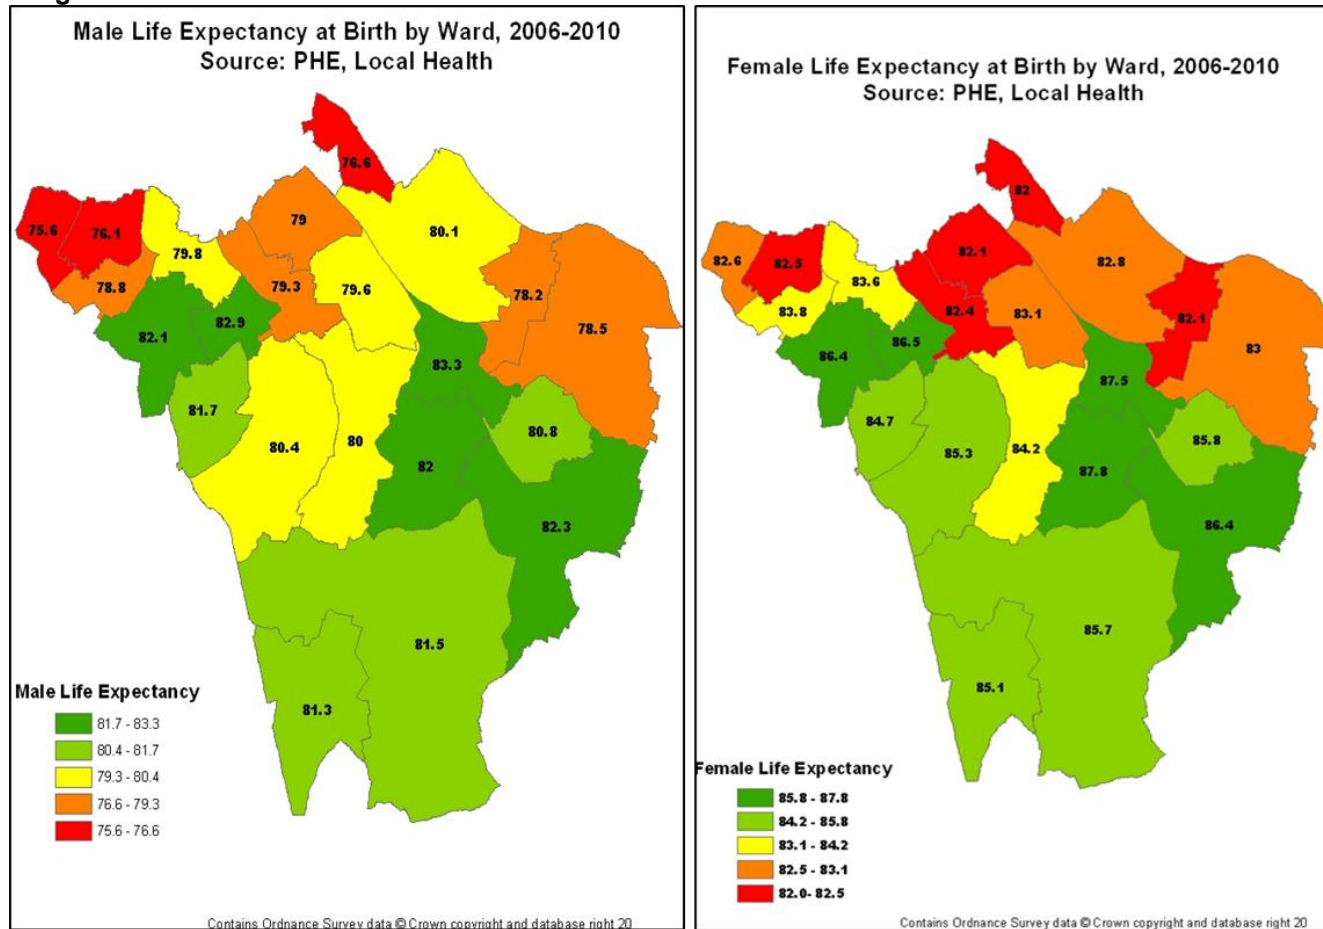 Male Life Expectancy at Birth by Ward, 2006-2010
Source: PHE, Local Health
76.6
75.6
76.1
79
80.1
79.8
78.8
79.3
79.6
78.2
78.5
82.1
82.9
83.3
81.7
80.4
80
80.8
82
82.3
81.5
81.3
Male Life Expectancy
81.7 - 83.3
80.4 - 81.7
79.3 - 80.4
76.6 - 79.3
75.6 - 76.6
Contains Ordnance Survey data © Crown copyright and database right 20
Female Life Expectancy at Birth by Ward, 2006-2010
Source: PHE, Local Health
82
82.6
82.5
82.1
82.8
83.6
83.8
82.4
83.1
82.1
83
86.4
86.5
87.5
84.7
85.3
84.2
85.8
87.8
86.4
85.7
85.1
Female Life Expectancy
85.8 - 87.8
84.2 - 85.8
83.1 - 84.2
82.5 - 83.1
82.0- 82.5
Contains Ordnance Survey data © Crown copyright and database right 20